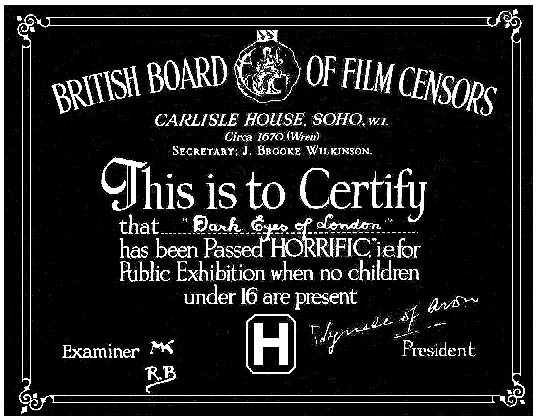 BRITISH BOARD OF FILM CENSORS
CARLISLE HOUSE, SOHO, W.1.
Circa 1670 (Wren)
SECRETARY: J. BROOKE WILKINSON.
This is to Certify
that "Dark Eyes of London"
has been Passed "HORRIFIC," i.e. for
Public Exhibition when no children
under 16 are present
H
Tyrrell of Avon
Examiner MK
President
R.B